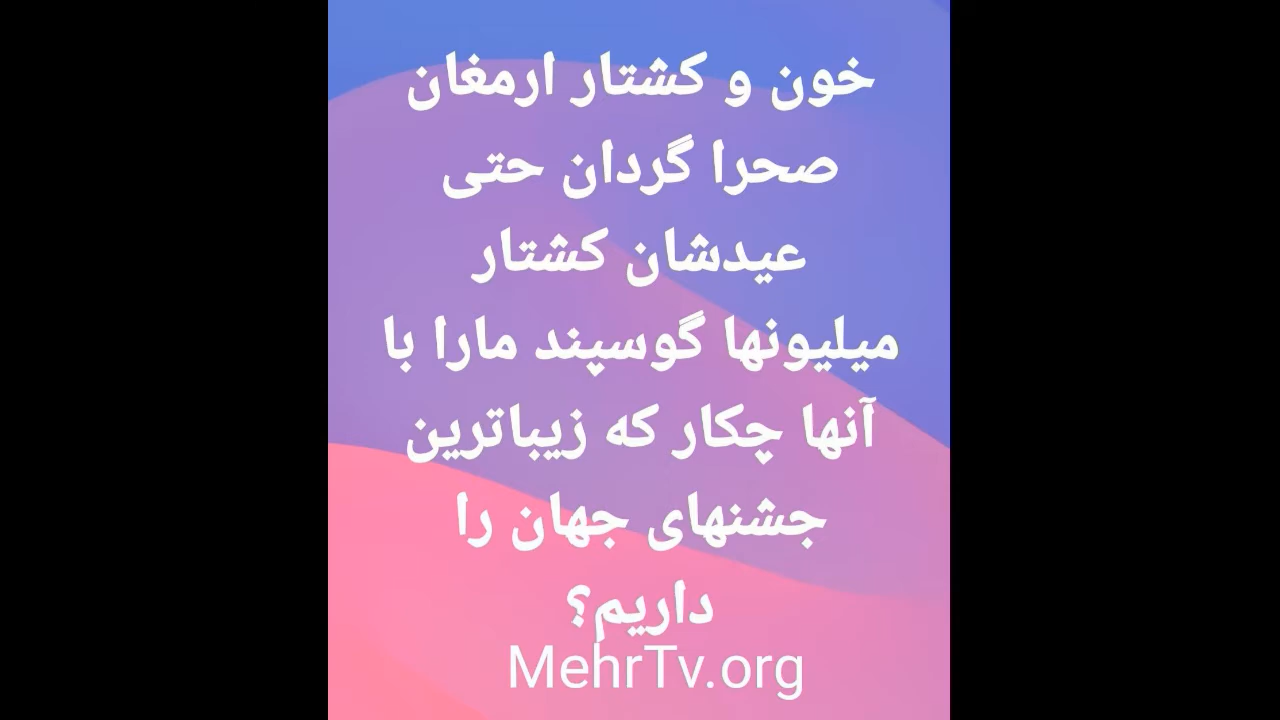 خون و کشتار ارمغان
صحرا گردان حتی
عیدشان کشتار
میلیونها گوسپند مارا با
آنها چکار که زیباترین
جشنهای جهان را
داریم؟
MehrTv.org